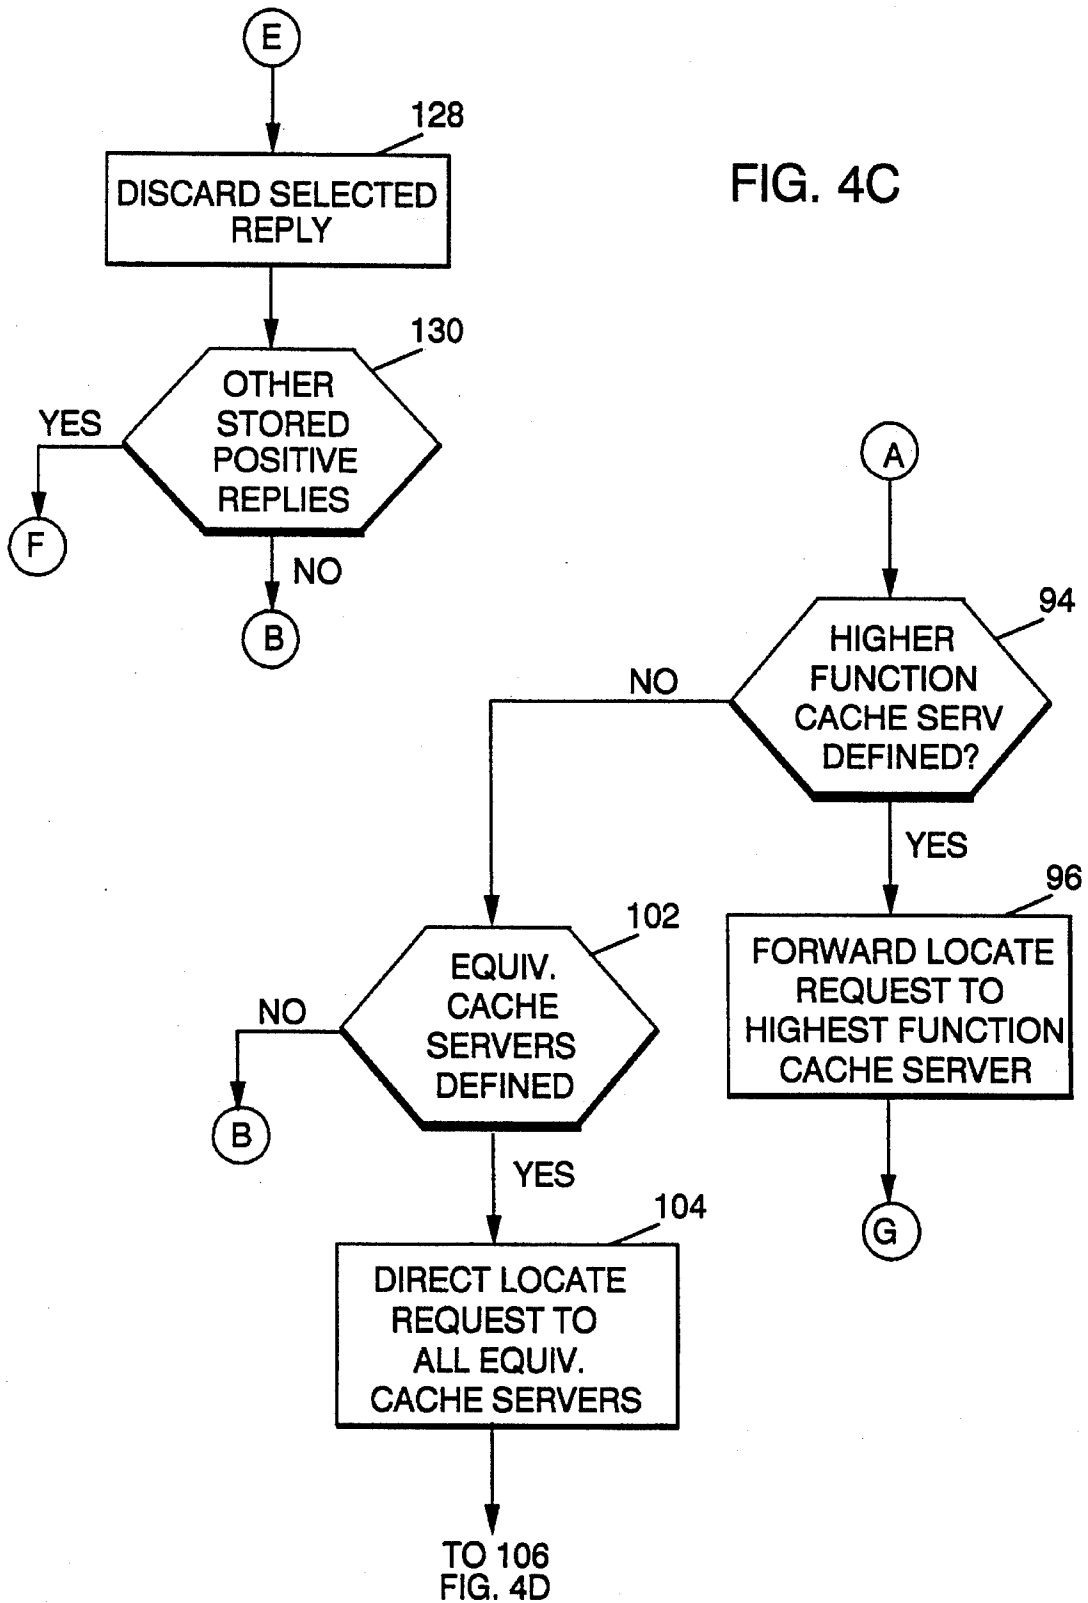 E
128
DISCARD SELECTED
REPLY
FIG. 4C
130
OTHER
STORED
POSITIVE
REPLIES
YES
F
NO
B
A
94
HIGHER
FUNCTION
CACHE SERV
DEFINED?
NO
YES
96
FORWARD LOCATE
REQUEST TO
HIGHEST FUNCTION
CACHE SERVER
G
102
EQUIV.
CACHE
SERVERS
DEFINED
NO
B
YES
104
DIRECT LOCATE
REQUEST TO
ALL EQUIV.
CACHE SERVERS
TO 106
FIG. 4D